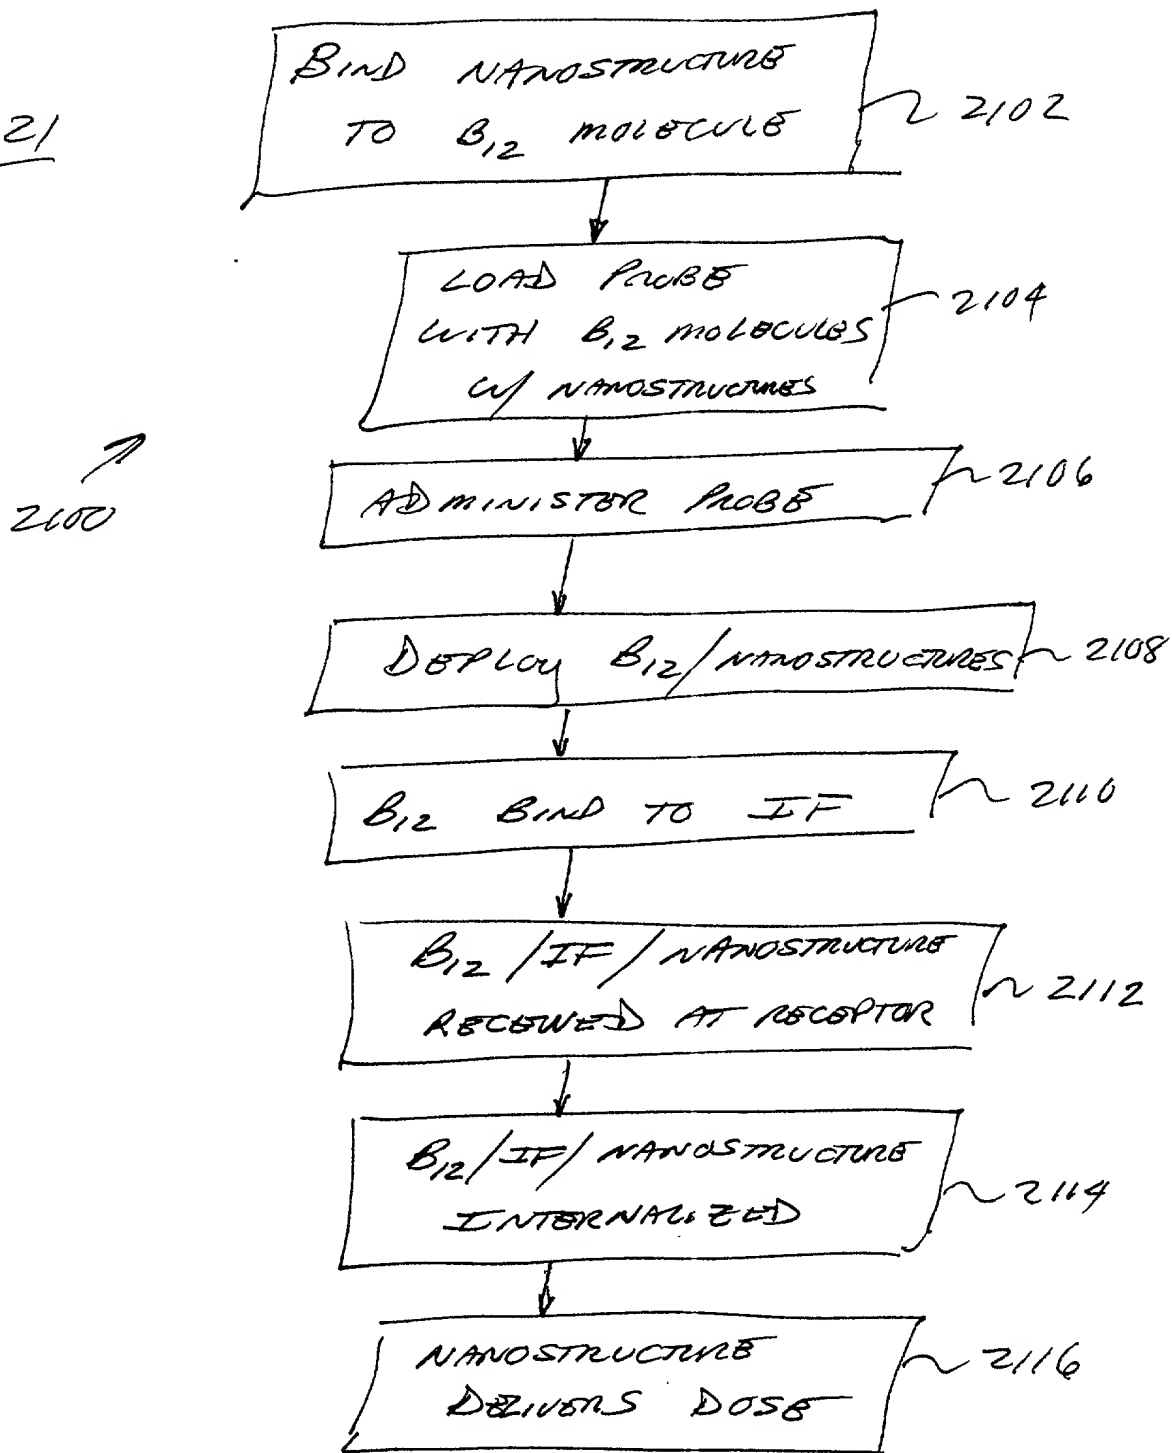 BIND NANOSTRUCTURE
TO B12 MOLECULE
2102
21
LOAD PROBE
WITH B12 MOLECULES
W/ NANOSTRUCTURES
2104
2100
ADMINISTER PROBE
2106
DEPLOY B12/NANOSTRUCTURES
2108
B12 BIND TO IF
2110
B12/IF/NANOSTRUCTURE
RECEIVED AT RECEPTOR
2112
B12/IF/NANOSTRUCTURE
INTERNALIZED
2114
NANOSTRUCTURE
DELIVERS DOSE
2116